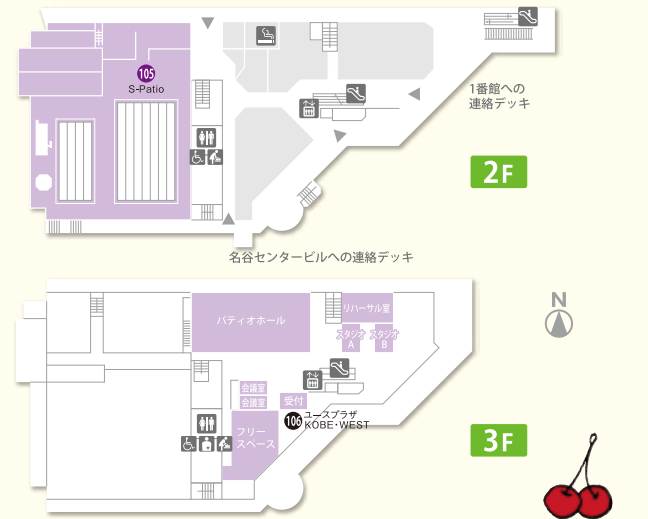 105
S-Patio
1番館への
連絡デッキ
2F
名谷センタービルへの連絡デッキ
パティオホール
リハーサル室
スタジオ
A
スタジオ
B
N
会議室
会議室
受付
106
ユースプラザ
KOBE・WEST
フリー
スペース
3F